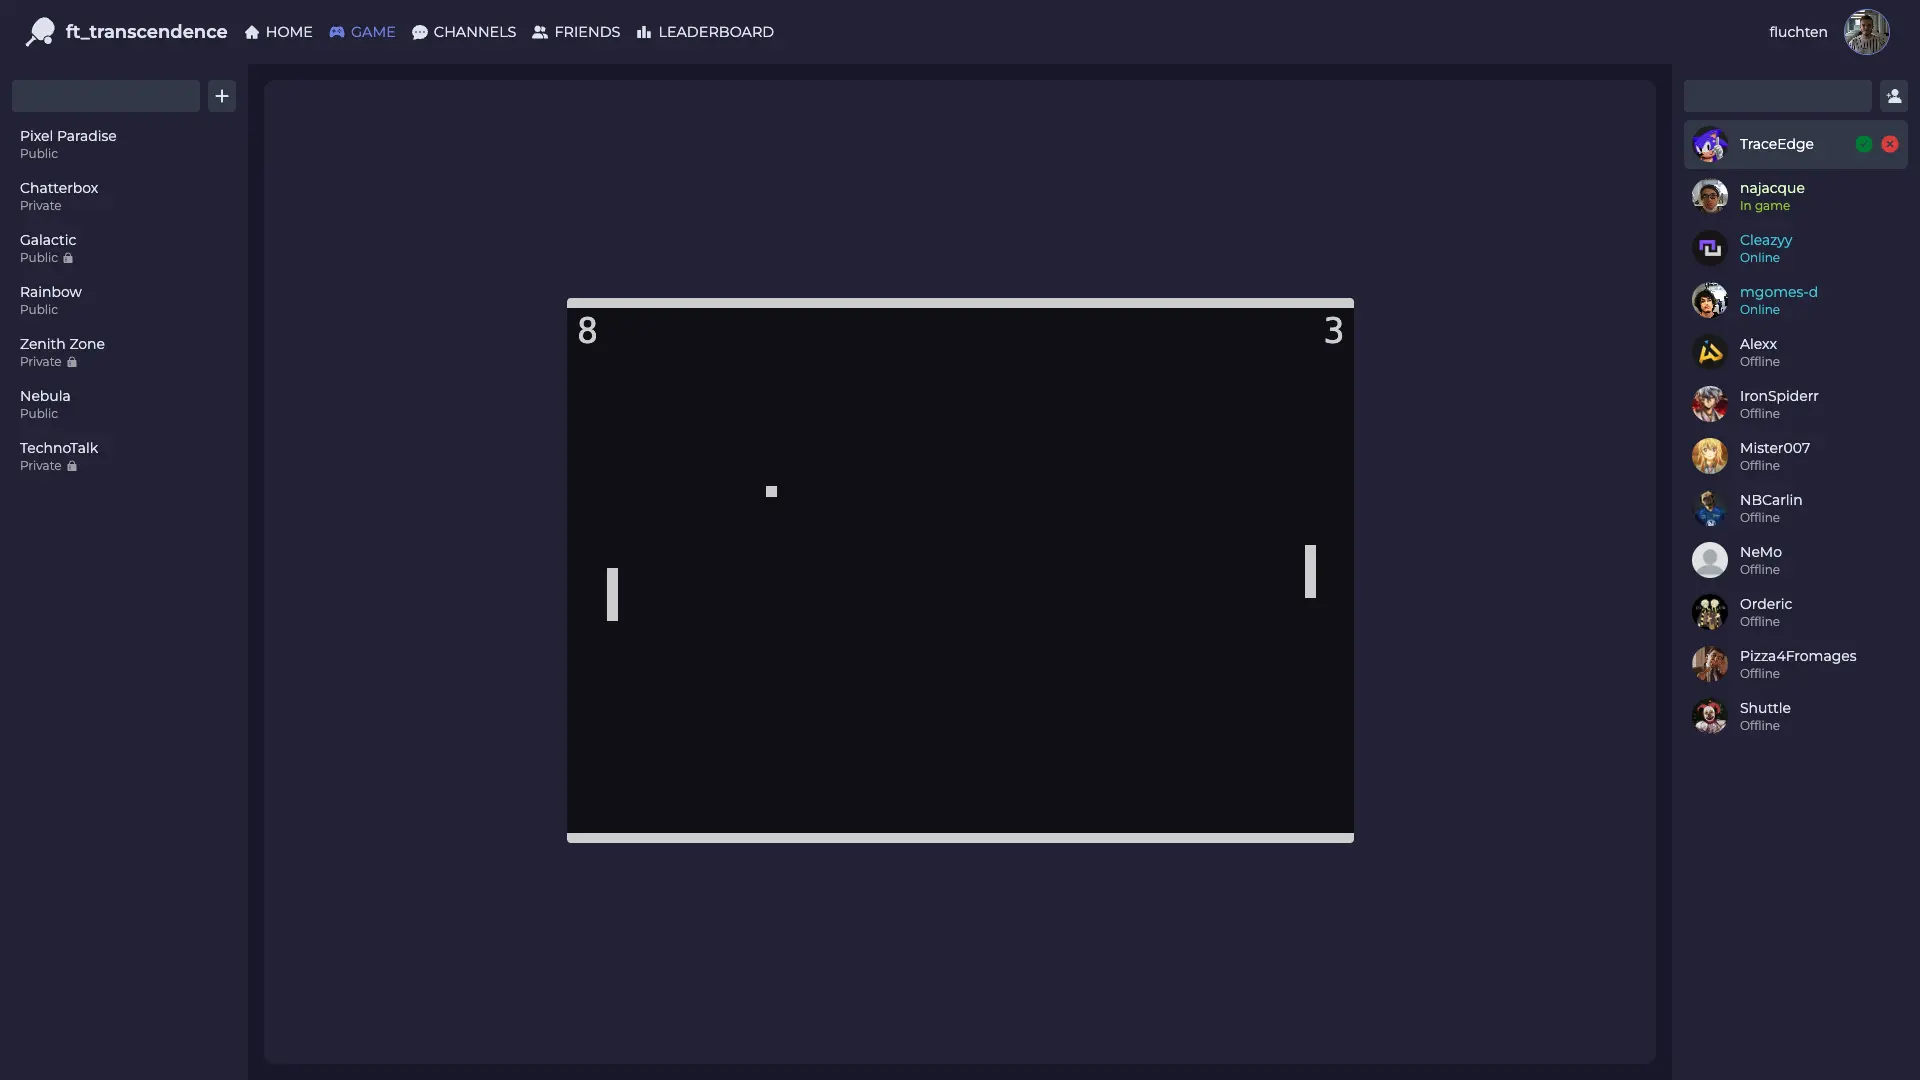 ft_transcendence HOME GAME CHANNELS FRIENDS LEADERBOARD fluchten
Pixel Paradise
Public
Chatterbox
Private
Galactic
Public
Rainbow
Public
Zenith Zone
Private
Nebula
Public
TechnoTalk
Private
8 3
TraceEdge
najacque
In game
Cleazyy
Online
mgomes-d
Online
Alexx
Offline
IronSpiderr
Offline
Mister007
Offline
NBCarlin
Offline
NeMo
Offline
Orderic
Offline
Pizza4Fromages
Offline
Shuttle
Offline